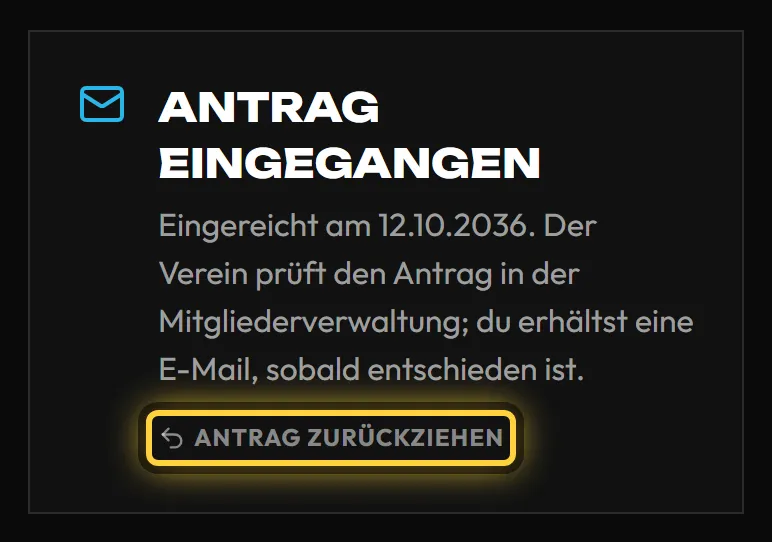 ANTRAG
EINGEGANGEN
Eingereicht am 12.10.2036. Der
Verein prüft den Antrag in der
Mitgliederverwaltung; du erhältst eine
E-Mail, sobald entschieden ist.
ANTRAG ZURÜCKZIEHEN